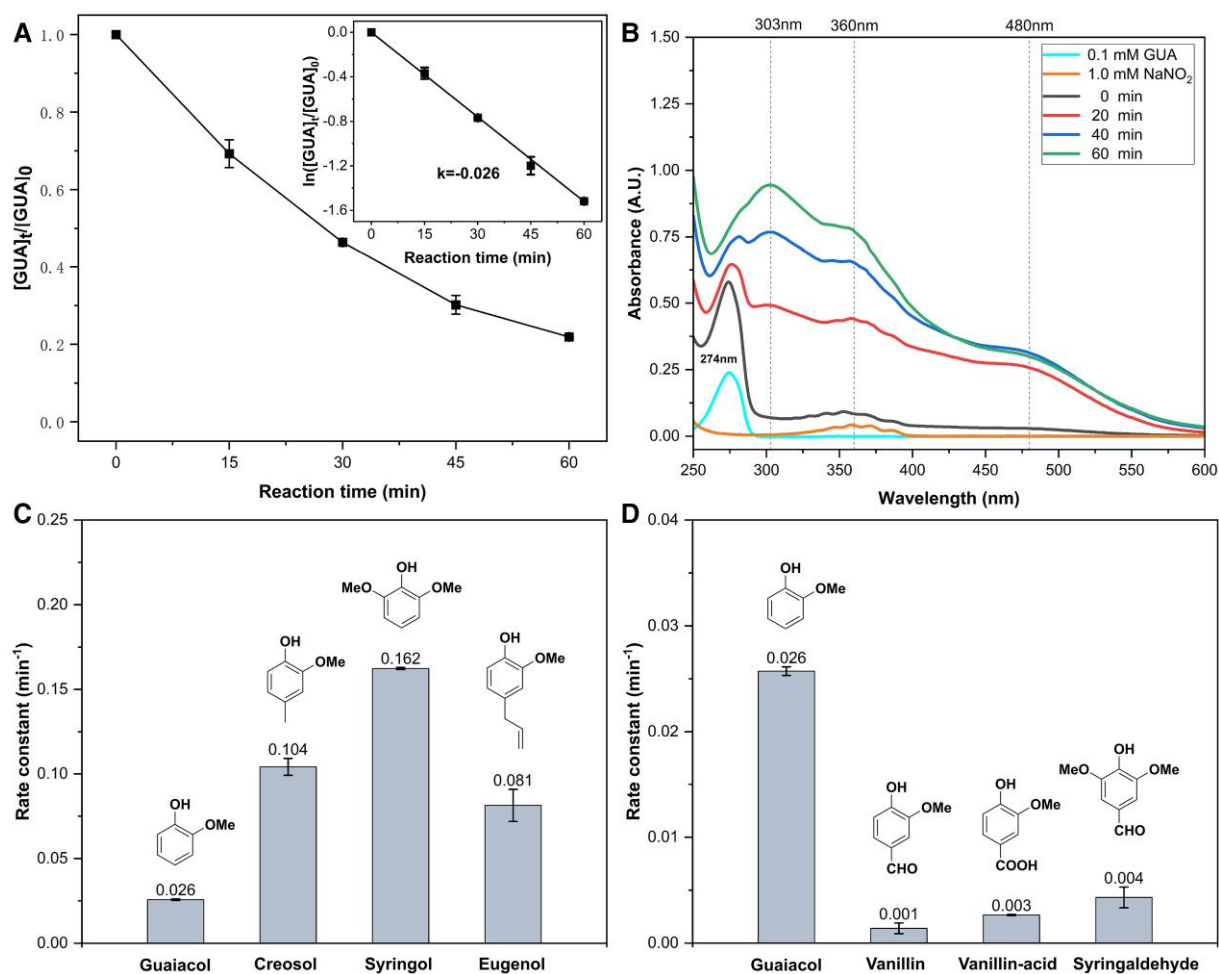 A
1.0
0.8
0.6
0.4
0.2
0.0
[GUA]t/[GUA]0
0
15
30
45
60
Reaction time (min)
0.0
-0.4
-0.8
-1.2
-1.6
ln([GUA]t/[GUA]0)
k=-0.026
0
15
30
45
60
Reaction time (min)
B
303nm
360nm
480nm
1.50
1.25
1.00
0.75
0.50
0.25
0.00
Absorbance (A.U.)
0.1 mM GUA
1.0 mM NaNO2
0 min
20 min
40 min
60 min
274nm
250
300
350
400
450
500
550
600
Wavelength (nm)
C
0.25
0.20
0.15
0.10
0.05
0.00
Rate constant (min-1)
OH
OMe
0.026
OH
OMe
0.104
OH
MeO
OMe
0.162
OH
OMe
0.081
Guaiacol
Creosol
Syringol
Eugenol
D
0.04
0.03
0.02
0.01
0.00
Rate constant (min-1)
OH
OMe
0.026
OH
OMe
CHO
0.001
OH
OMe
COOH
0.003
OH
MeO
OMe
CHO
0.004
Guaiacol
Vanillin
Vanillin-acid
Syringaldehyde